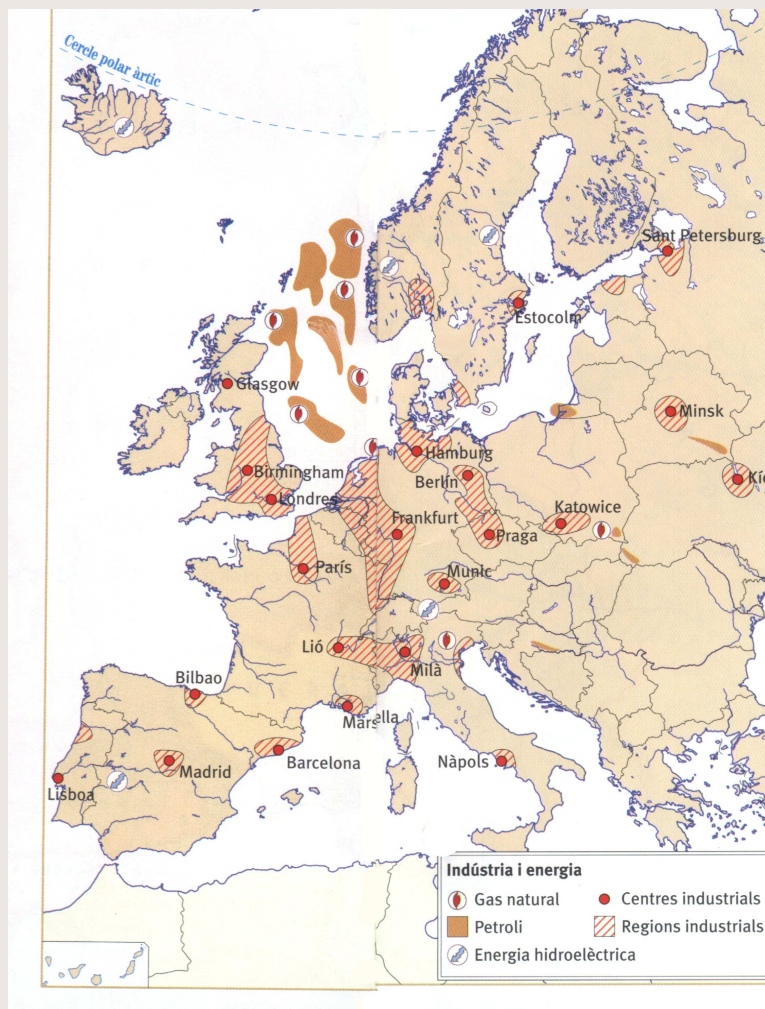 Cercle polar àrtic
Sant Petersburg
Estocolm
Glasgow
Minsk
Hamburg
Birmingham
Berlín
Londres
Katowice
Frankfurt
Praga
París
Munic
Lió
Milà
Bilbao
Marsella
Madrid
Barcelona
Nàpols
Lisboa
Indústria i energia
Gas natural
Centres industrials
Petroli
Regions industrials
Energia hidroelèctrica